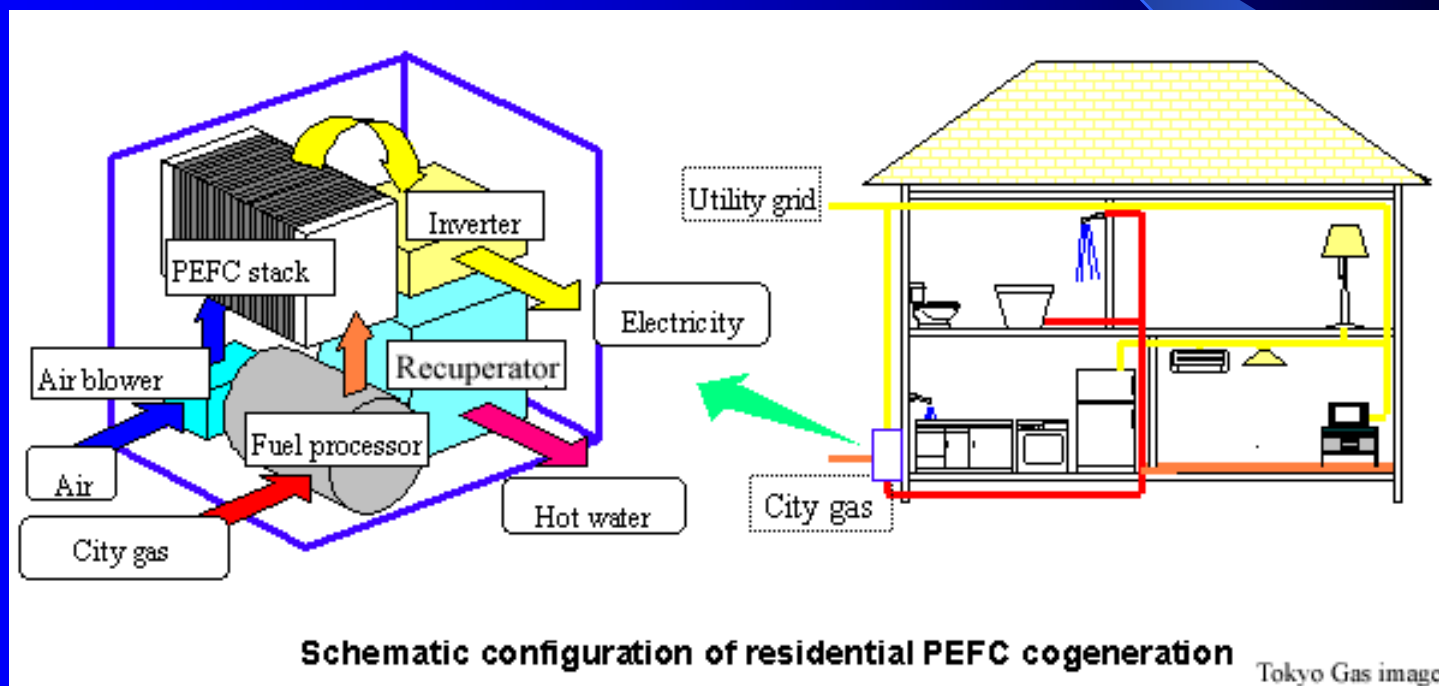 Inverter
PEFC stack
Electricity
Air blower
Recuperator
Fuel processor
Air
City gas
Hot water
Utility grid
City gas
Schematic configuration of residential PEFC cogeneration
Tokyo Gas image